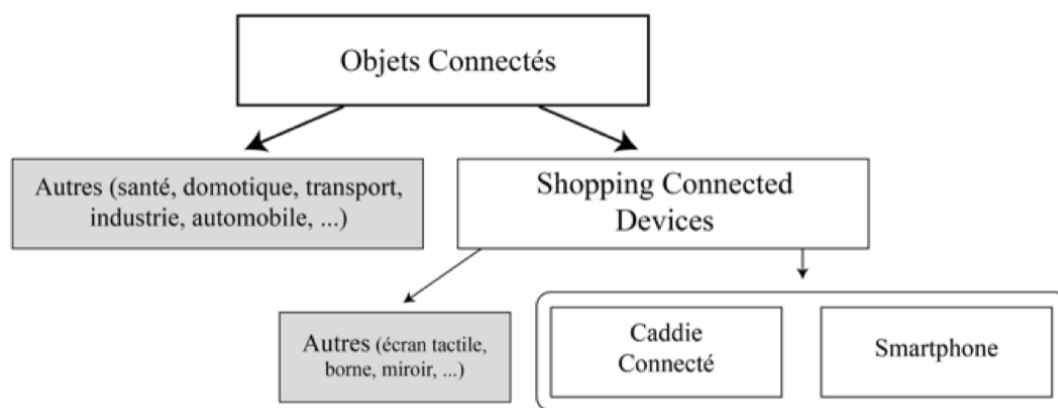 Objets Connectés
Autres (santé, domotique, transport,
industrie, automobile, ...)
Shopping Connected
Devices
Autres (écran tactile,
borne, miroir, ...)
Caddie
Connecté
Smartphone